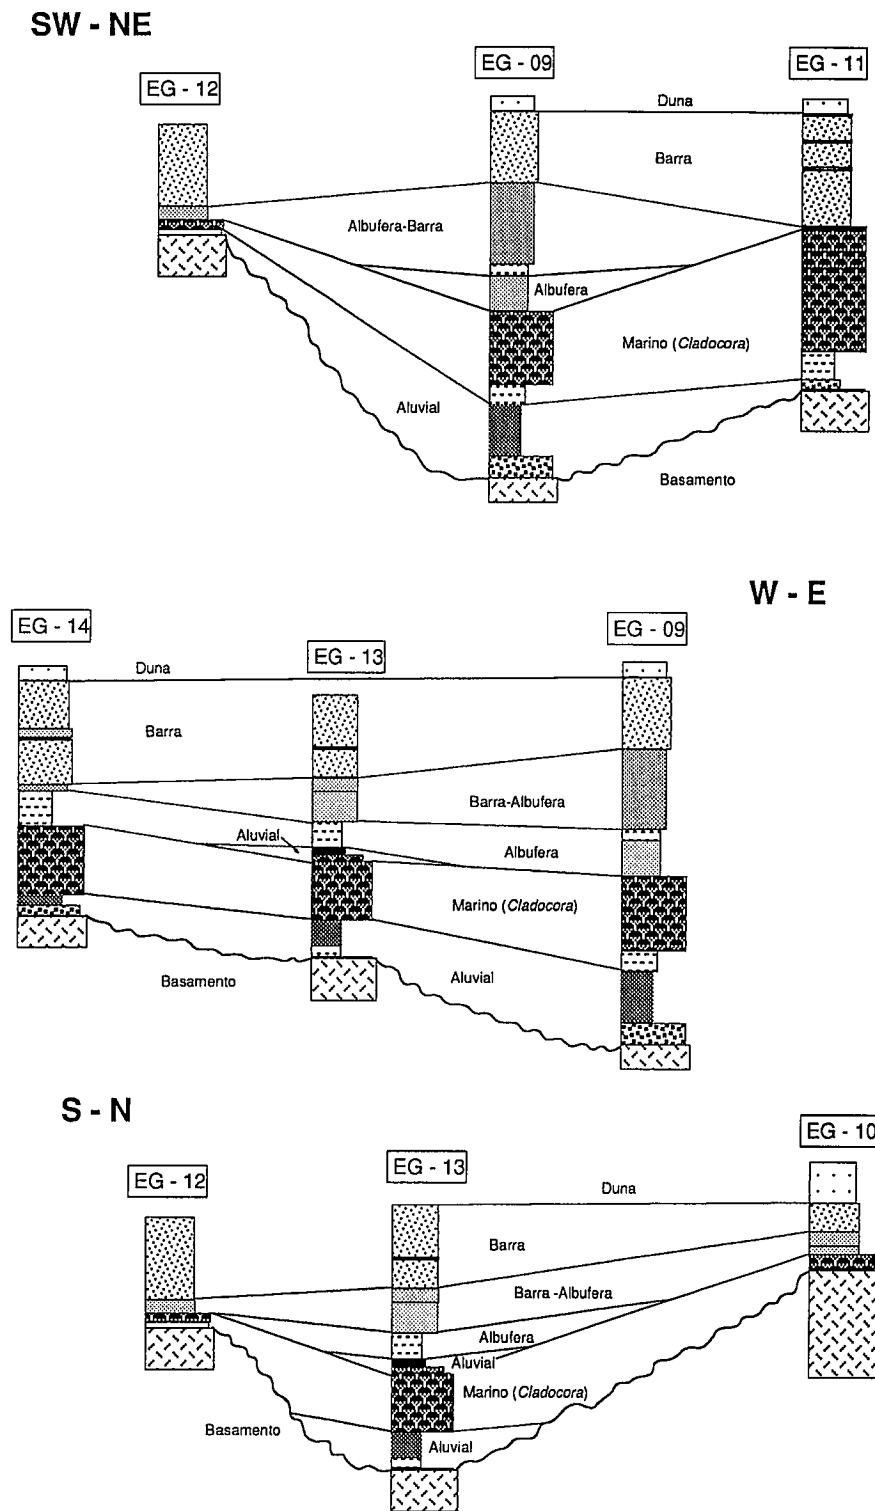 SW - NE
EG - 12
EG - 09
EG - 11
Duna
Barra
Albufera-Barra
Albufera
Marino (Cladocora)
Aluvial
Basamento
W - E
EG - 14
EG - 13
EG - 09
Duna
Barra
Barra-Albufera
Aluvial
Albufera
Marino (Cladocora)
Basamento
Aluvial
S - N
EG - 12
EG - 13
EG - 10
Duna
Barra
Barra -Albufera
Albufera
Aluvial
Marino (Cladocora)
Basamento
Aluvial